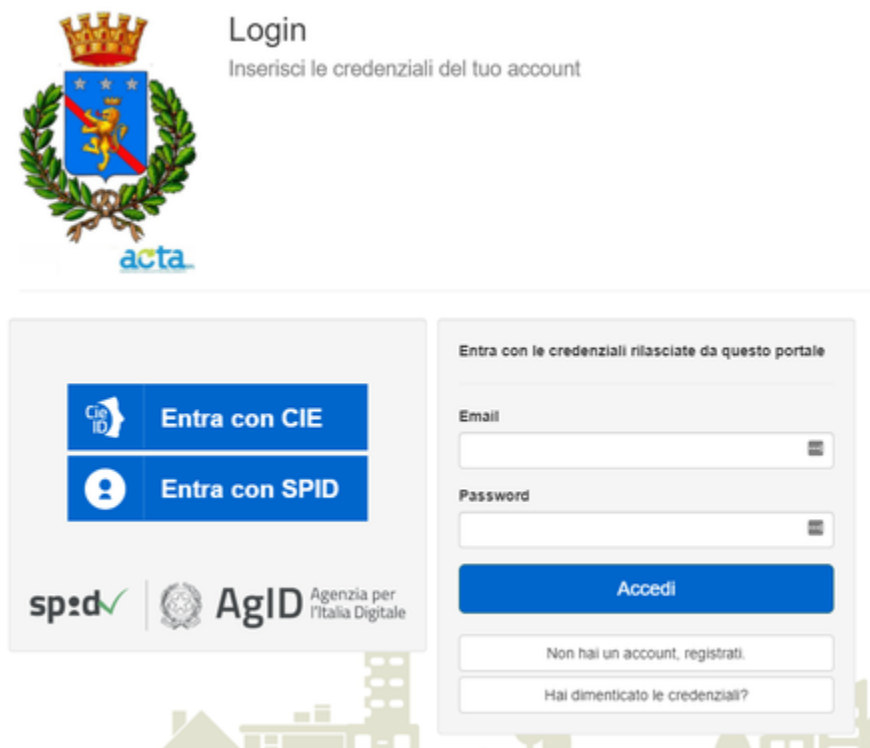 Login
Inserisci le credenziali del tuo account
acta
Cie
ID
Entra con CIE
Entra con SPID
spid
AgID
Agenzia per
l'Italia Digitale
Entra con le credenziali rilasciate da questo portale
Email
Password
Accedi
Non hai un account, registrati.
Hai dimenticato le credenziali?